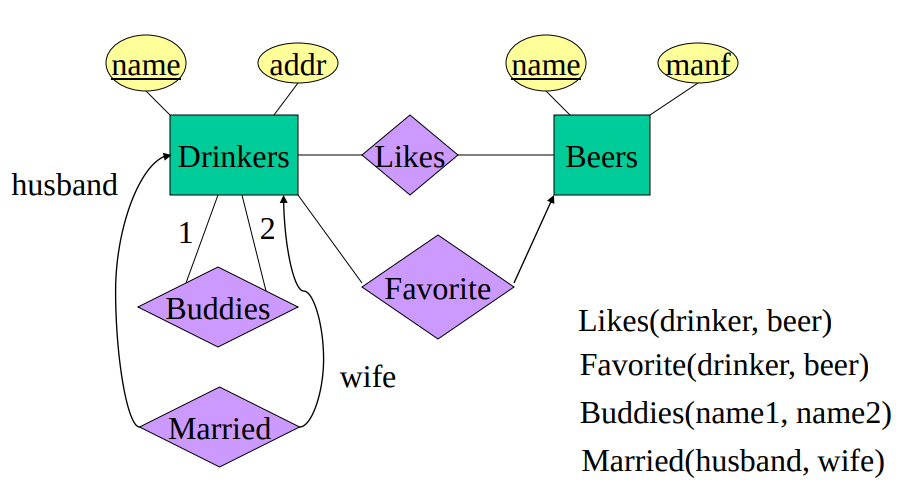 name
addr
name
manf
Drinkers
Likes
Beers
husband
1
2
Buddies
Favorite
wife
Married
Likes(drinker, beer)
Favorite(drinker, beer)
Buddies(name1, name2)
Married(husband, wife)